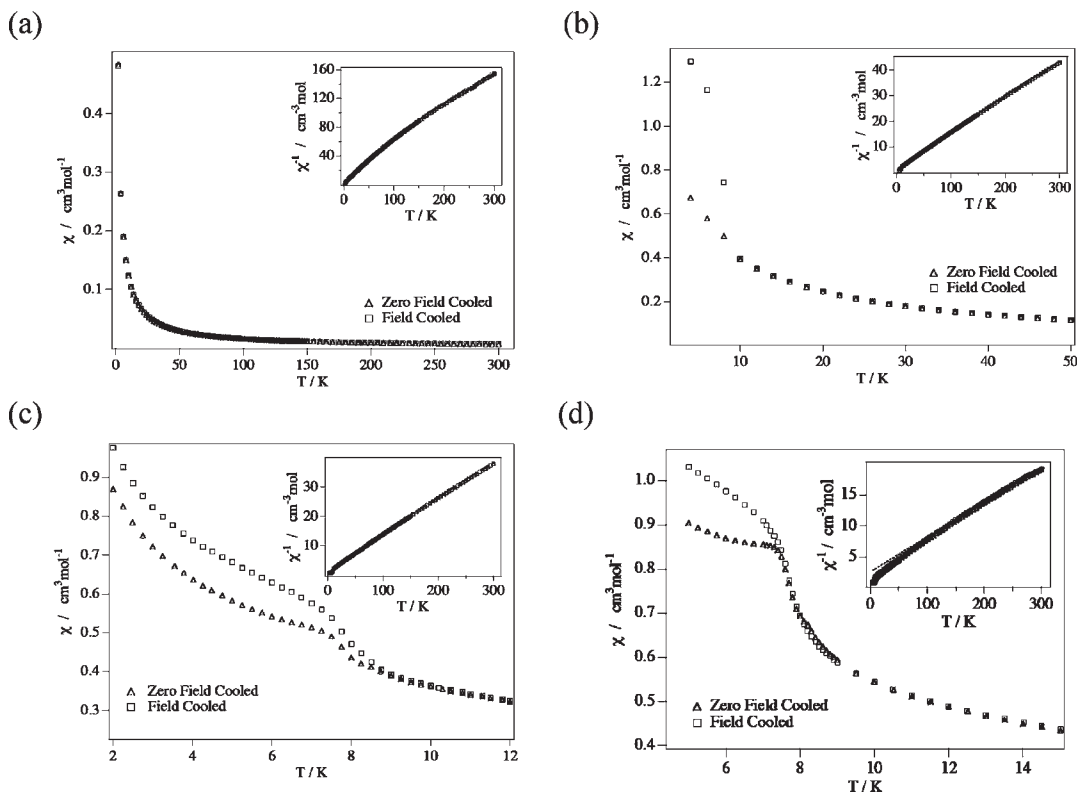 (a)
0.4
0.3
0.2
0.1
χ / cm³mol⁻¹
0 50 100 150 200 250 300
T / K
160
120
80
40
χ⁻¹ / cm⁻³mol
0 100 200 300
T / K
△ Zero Field Cooled
□ Field Cooled
(b)
1.2
1.0
0.8
0.6
0.4
0.2
χ / cm³mol⁻¹
10 20 30 40 50
T / K
40
30
20
10
χ⁻¹ / cm⁻³mol
0 100 200 300
T / K
△ Zero Field Cooled
□ Field Cooled
(c)
0.9
0.8
0.7
0.6
0.5
0.4
0.3
χ / cm³mol⁻¹
2 4 6 8 10 12
T / K
30
20
10
χ⁻¹ / cm⁻³mol
0 100 200 300
T / K
△ Zero Field Cooled
□ Field Cooled
(d)
1.0
0.9
0.8
0.7
0.6
0.5
0.4
χ / cm³mol⁻¹
6 8 10 12 14
T / K
15
10
5
χ⁻¹ / cm⁻³mol
0 100 200 300
T / K
△ Zero Field Cooled
□ Field Cooled